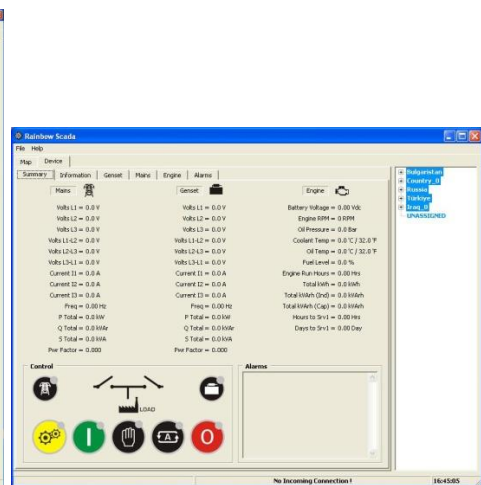 Rainbow Scada
File Help
Map Device
Summary Information Genset Mains Engine Alarms
Mains Genset Engine
Volts L1 = 0.0 V Volts L1 = 0.0 V Battery Voltage = 0.00 Vdc
Volts L2 = 0.0 V Volts L2 = 0.0 V Engine RPM = 0 RPM
Volts L3 = 0.0 V Volts L3 = 0.0 V Oil Pressure = 0.0 Bar
Volts L1-L2 = 0.0 V Volts L1-L2 = 0.0 V Coolant Temp = 0.0 °C / 32.0 °F
Volts L2-L3 = 0.0 V Volts L2-L3 = 0.0 V Oil Temp = 0.0 °C / 32.0 °F
Volts L3-L1 = 0.0 V Volts L3-L1 = 0.0 V Fuel Level = 0.0 %
Current I1 = 0.0 A Current I1 = 0.0 A Engine Run Hours = 0.00 Hrs
Current I2 = 0.0 A Current I2 = 0.0 A Total kWh = 0.0 kWh
Current I3 = 0.0 A Current I3 = 0.0 A Total kVArh (Ind) = 0.0 kVArh
Freq = 0.00 Hz Freq = 0.00 Hz Total kVArh (Cap) = 0.0 kVArh
P Total = 0.0 kW P Total = 0.0 kW Hours to Srv1 = 0.00 Hrs
Q Total = 0.0 kVAr Q Total = 0.0 kVAr Days to Srv1 = 0.00 Day
S Total = 0.0 kVA S Total = 0.0 kVA
Pwr Factor = 0.000 Pwr Factor = 0.000
Control
LOAD
A
Alarms
Bulgaristan
Country_0
Russia
Türkiye
Iraq_0
UNASSIGNED
No Incoming Connection !
16:45:05